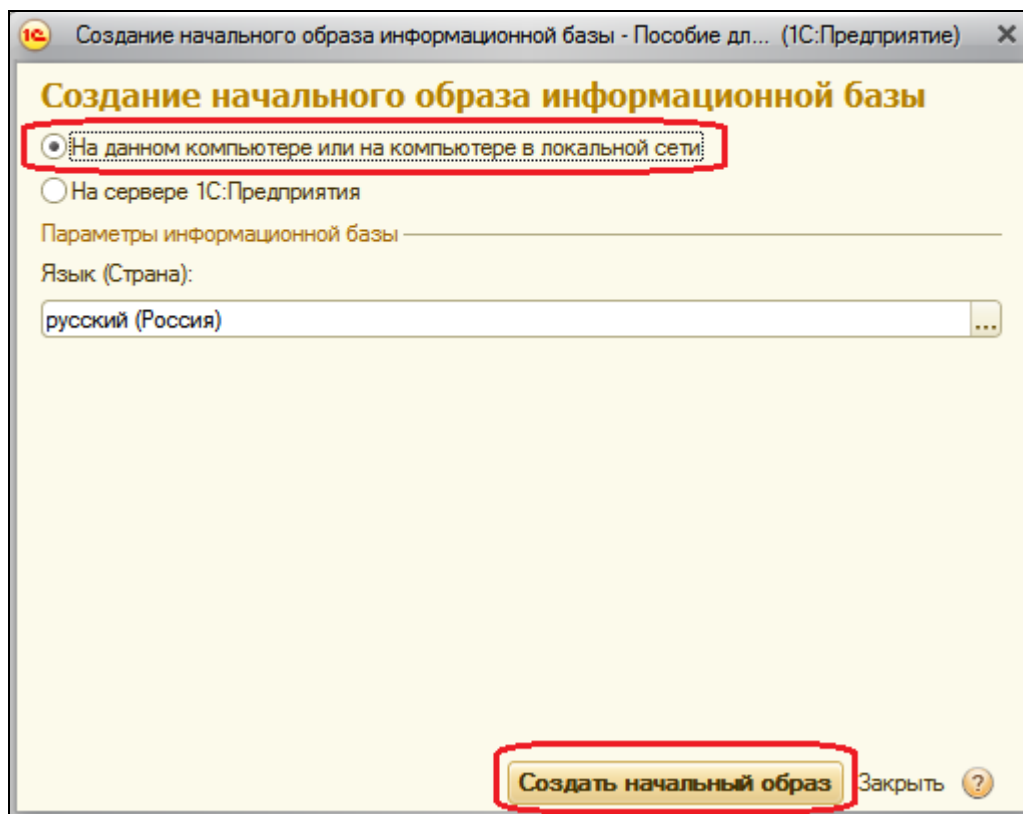 1С Создание начального образа информационной базы - Пособие дл... (1С:Предприятие)
Создание начального образа информационной базы
На данном компьютере или на компьютере в локальной сети
На сервере 1С:Предприятия
Параметры информационной базы
Язык (Страна):
русский (Россия)
...
Создать начальный образ Закрыть ?